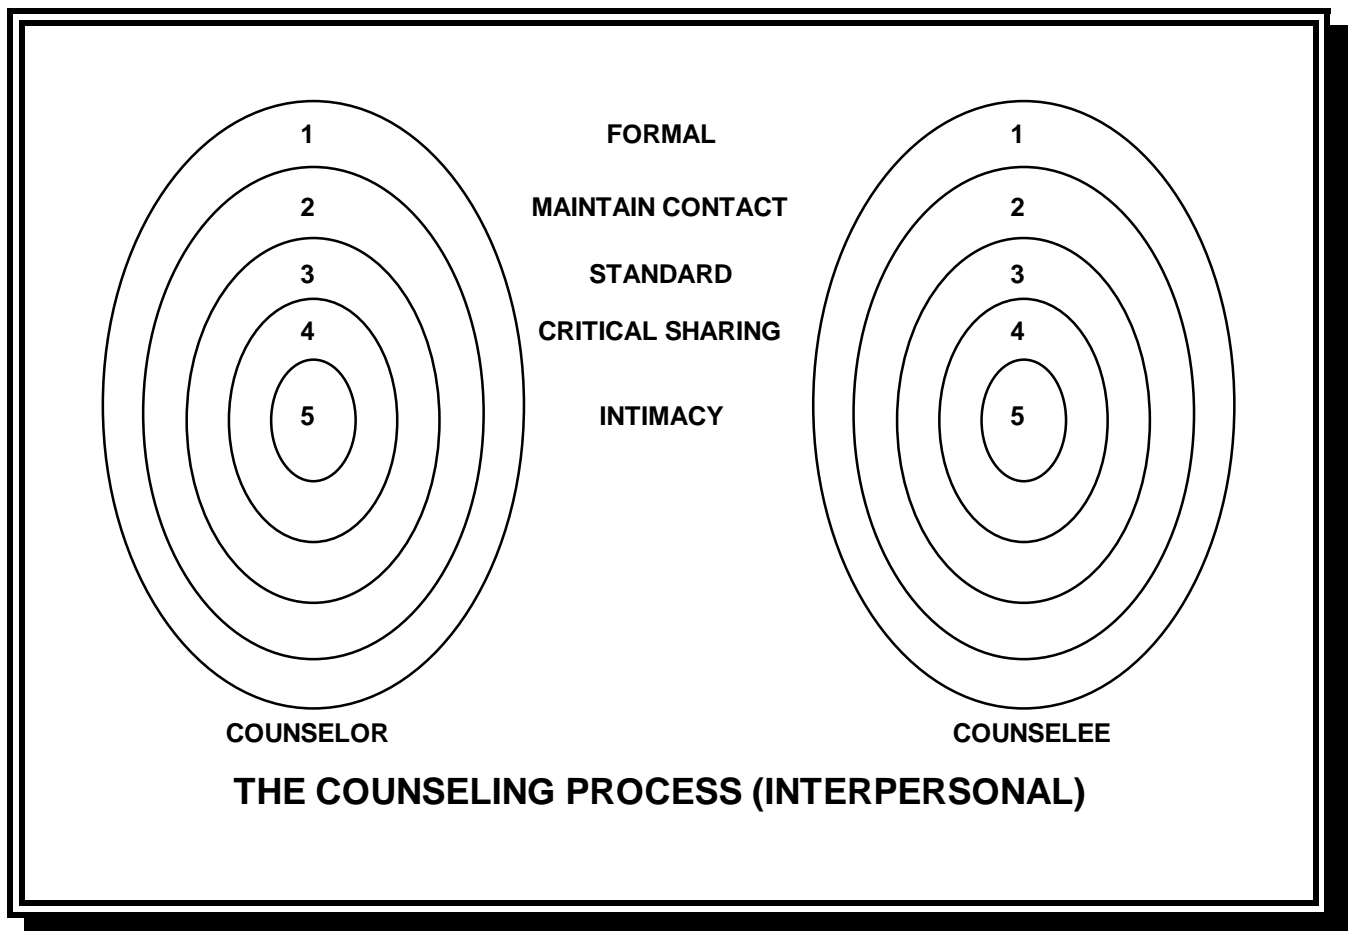 1 FORMAL 1
2 MAINTAIN CONTACT 2
3 STANDARD 3
4 CRITICAL SHARING 4
5 INTIMACY 5
COUNSELOR COUNSELEE
THE COUNSELING PROCESS (INTERPERSONAL)